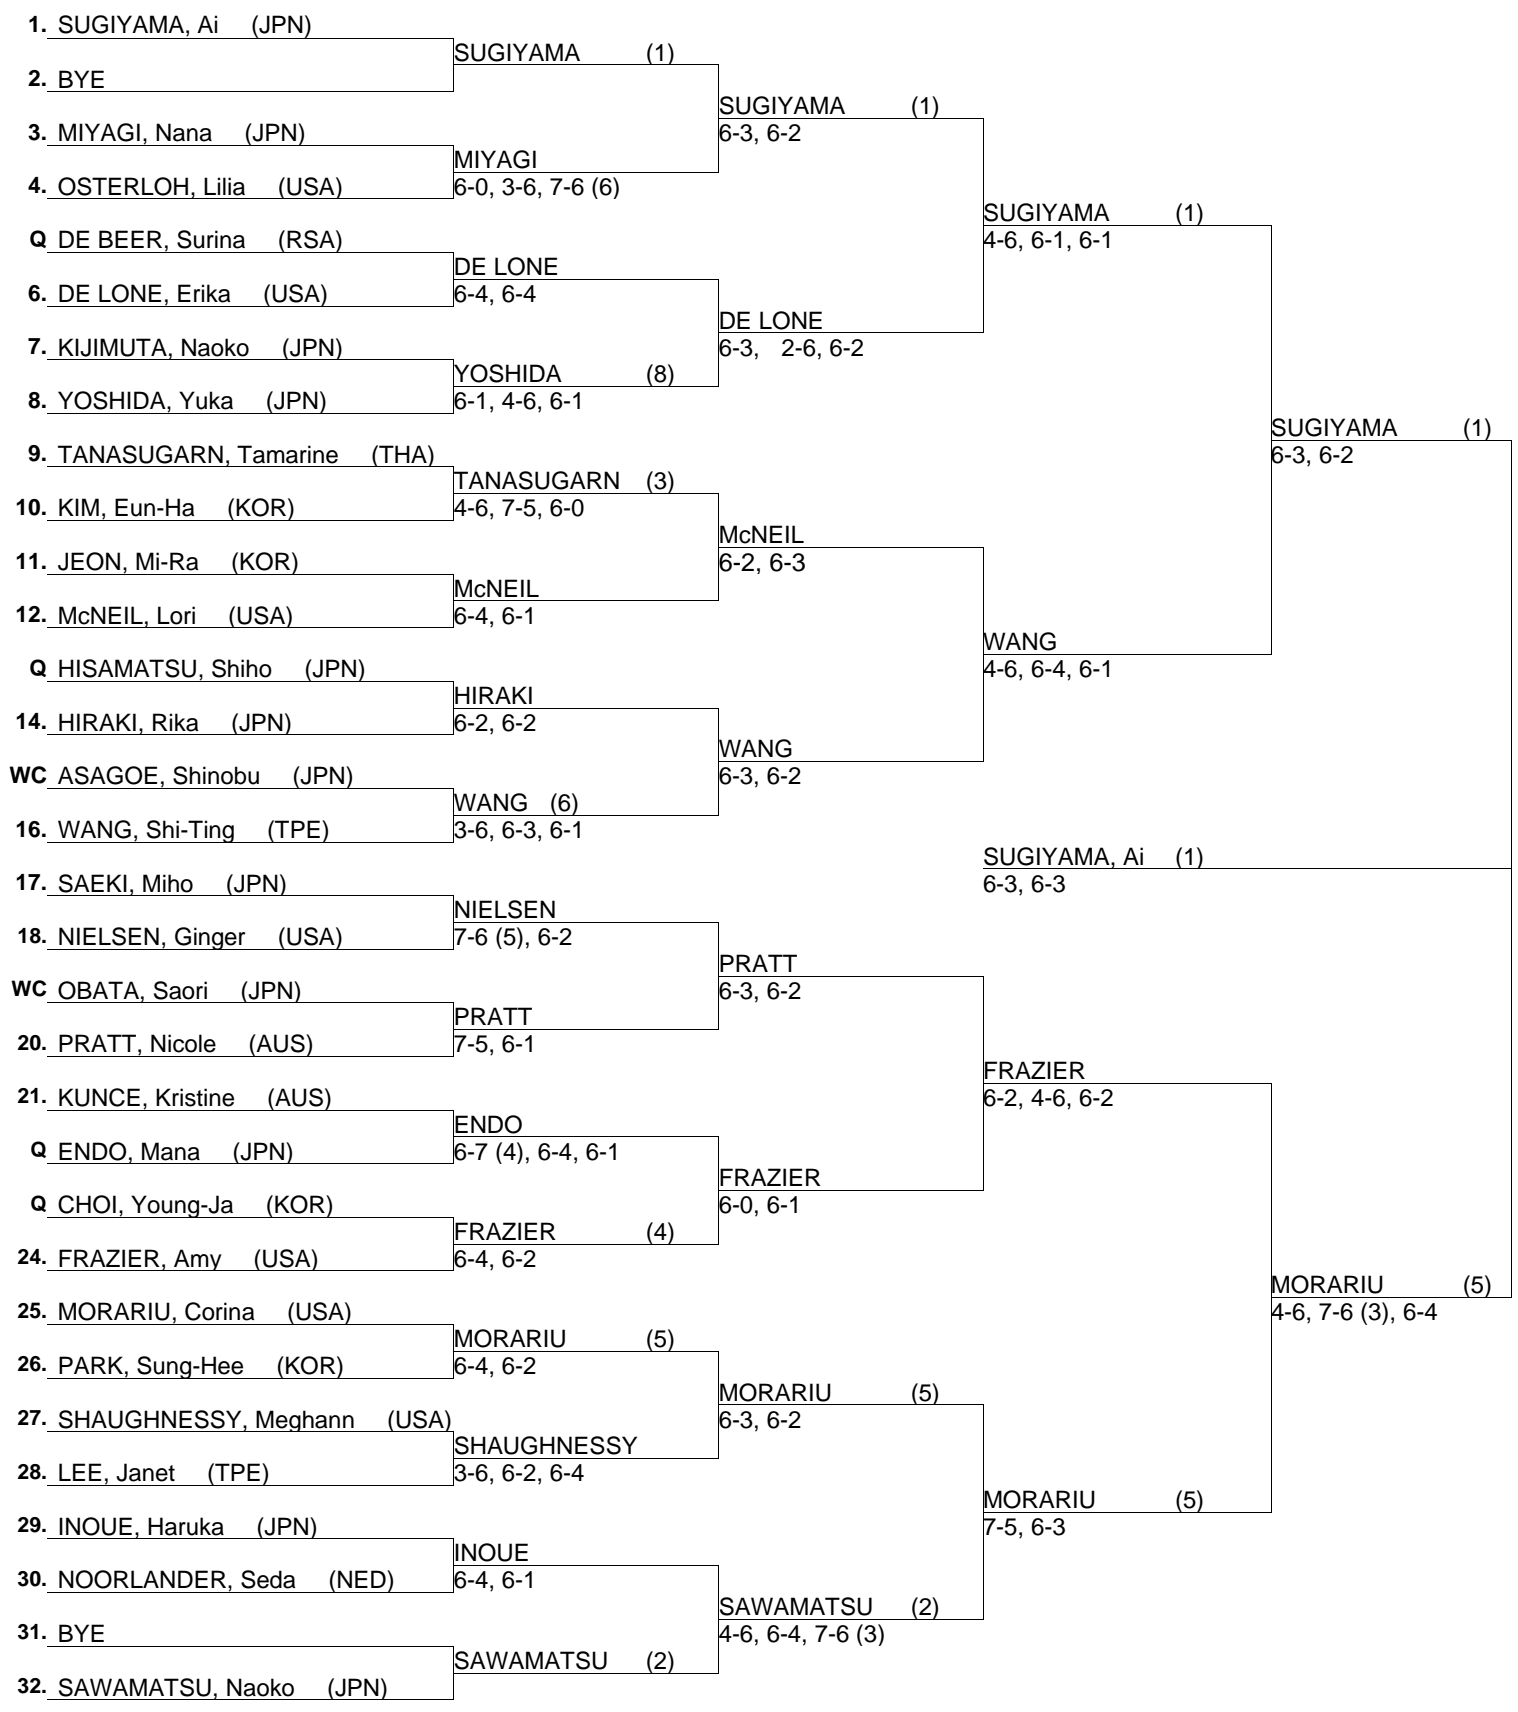 1. SUGIYAMA, Ai (JPN)
SUGIYAMA (1)
2. BYE
SUGIYAMA (1)
3. MIYAGI, Nana (JPN)
6-3, 6-2
MIYAGI
4. OSTERLOH, Lilia (USA)
6-0, 3-6, 7-6 (6)
SUGIYAMA (1)
Q DE BEER, Surina (RSA)
4-6, 6-1, 6-1
DE LONE
6. DE LONE, Erika (USA)
6-4, 6-4
DE LONE
7. KIJIMUTA, Naoko (JPN)
6-3, 2-6, 6-2
YOSHIDA (8)
8. YOSHIDA, Yuka (JPN)
6-1, 4-6, 6-1
SUGIYAMA (1)
9. TANASUGARN, Tamarine (THA)
6-3, 6-2
TANASUGARN (3)
10. KIM, Eun-Ha (KOR)
4-6, 7-5, 6-0
McNEIL
11. JEON, Mi-Ra (KOR)
6-2, 6-3
McNEIL
12. McNEIL, Lori (USA)
6-4, 6-1
WANG
Q HISAMATSU, Shiho (JPN)
4-6, 6-4, 6-1
HIRAKI
14. HIRAKI, Rika (JPN)
6-2, 6-2
WANG
WC ASAGOE, Shinobu (JPN)
6-3, 6-2
WANG (6)
16. WANG, Shi-Ting (TPE)
3-6, 6-3, 6-1
SUGIYAMA, Ai (1)
17. SAEKI, Miho (JPN)
6-3, 6-3
NIELSEN
18. NIELSEN, Ginger (USA)
7-6 (5), 6-2
PRATT
WC OBATA, Saori (JPN)
6-3, 6-2
PRATT
20. PRATT, Nicole (AUS)
7-5, 6-1
FRAZIER
21. KUNCE, Kristine (AUS)
6-2, 4-6, 6-2
ENDO
Q ENDO, Mana (JPN)
6-7 (4), 6-4, 6-1
FRAZIER
Q CHOI, Young-Ja (KOR)
6-0, 6-1
FRAZIER (4)
24. FRAZIER, Amy (USA)
6-4, 6-2
MORARIU (5)
25. MORARIU, Corina (USA)
4-6, 7-6 (3), 6-4
MORARIU (5)
26. PARK, Sung-Hee (KOR)
6-4, 6-2
MORARIU (5)
27. SHAUGHNESSY, Meghann (USA)
6-3, 6-2
SHAUGHNESSY
28. LEE, Janet (TPE)
3-6, 6-2, 6-4
MORARIU (5)
29. INOUE, Haruka (JPN)
7-5, 6-3
INOUE
30. NOORLANDER, Seda (NED)
6-4, 6-1
SAWAMATSU (2)
31. BYE
4-6, 6-4, 7-6 (3)
SAWAMATSU (2)
32. SAWAMATSU, Naoko (JPN)